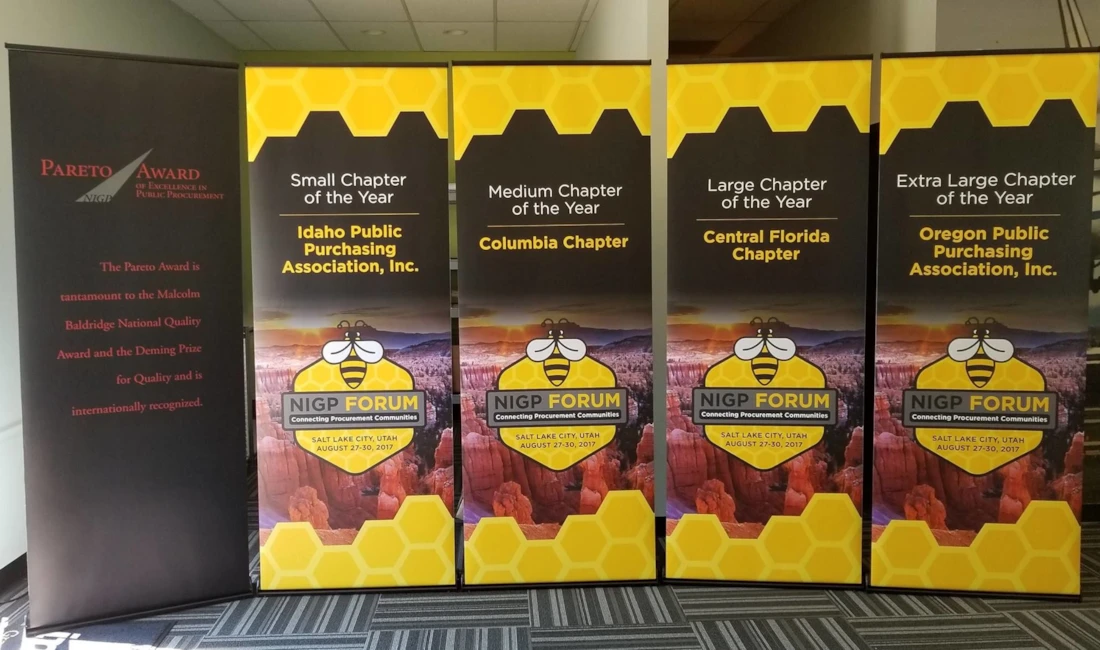 PARETO AWARD
OF EXCELLENCE IN
PUBLIC PROCUREMENT
NIGP
The Pareto Award is
tantamount to the Malcolm
Baldridge National Quality
Award and the Deming Prize
for Quality and is
internationally recognized.
Small Chapter
of the Year
Idaho Public
Purchasing
Association, Inc.
NIGP FORUM
Connecting Procurement Communities
SALT LAKE CITY, UTAH
AUGUST 27-30, 2017
Medium Chapter
of the Year
Columbia Chapter
NIGP FORUM
Connecting Procurement Communities
SALT LAKE CITY, UTAH
AUGUST 27-30, 2017
Large Chapter
of the Year
Central Florida
Chapter
NIGP FORUM
Connecting Procurement Communities
SALT LAKE CITY, UTAH
AUGUST 27-30, 2017
Extra Large Chapter
of the Year
Oregon Public
Purchasing
Association, Inc.
NIGP FORUM
Connecting Procurement Communities
SALT LAKE CITY, UTAH
AUGUST 27-30, 2017